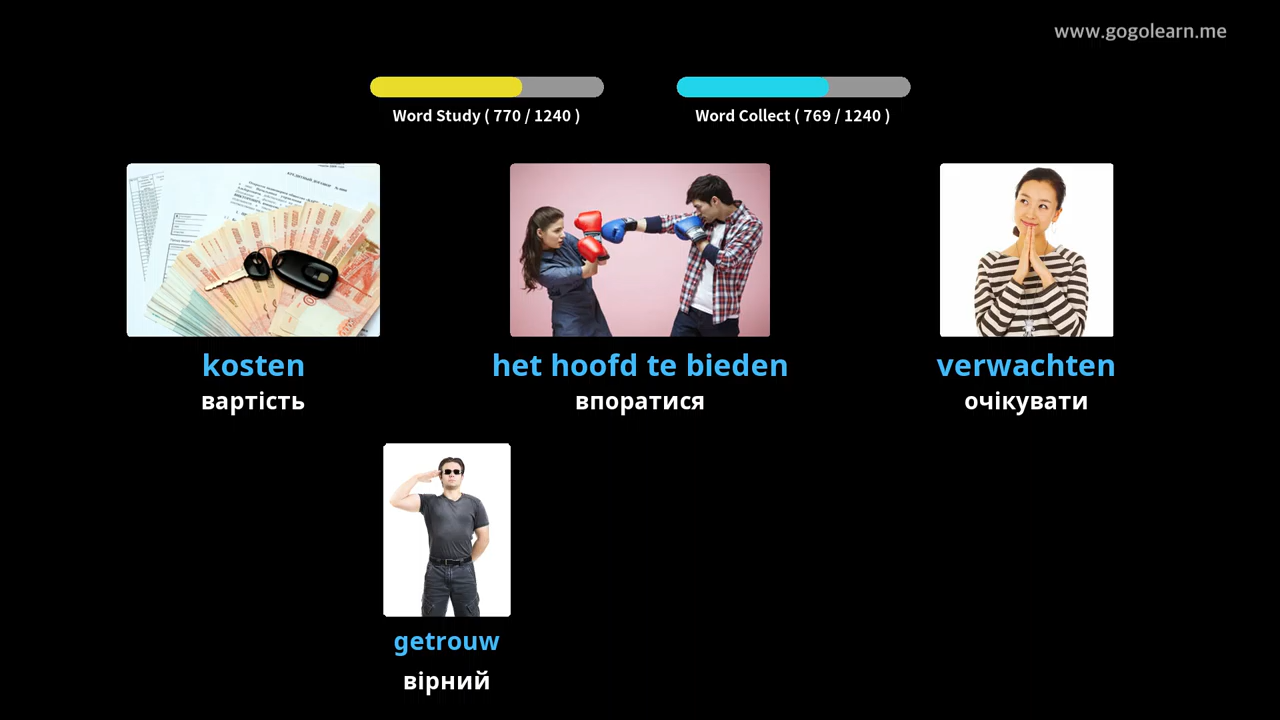 www.gogolearn.me
Word Study ( 770 / 1240 )
Word Collect ( 769 / 1240 )
kosten
het hoofd te bieden
verwachten
вартість
впоратися
очікувати
getrouw
вірний